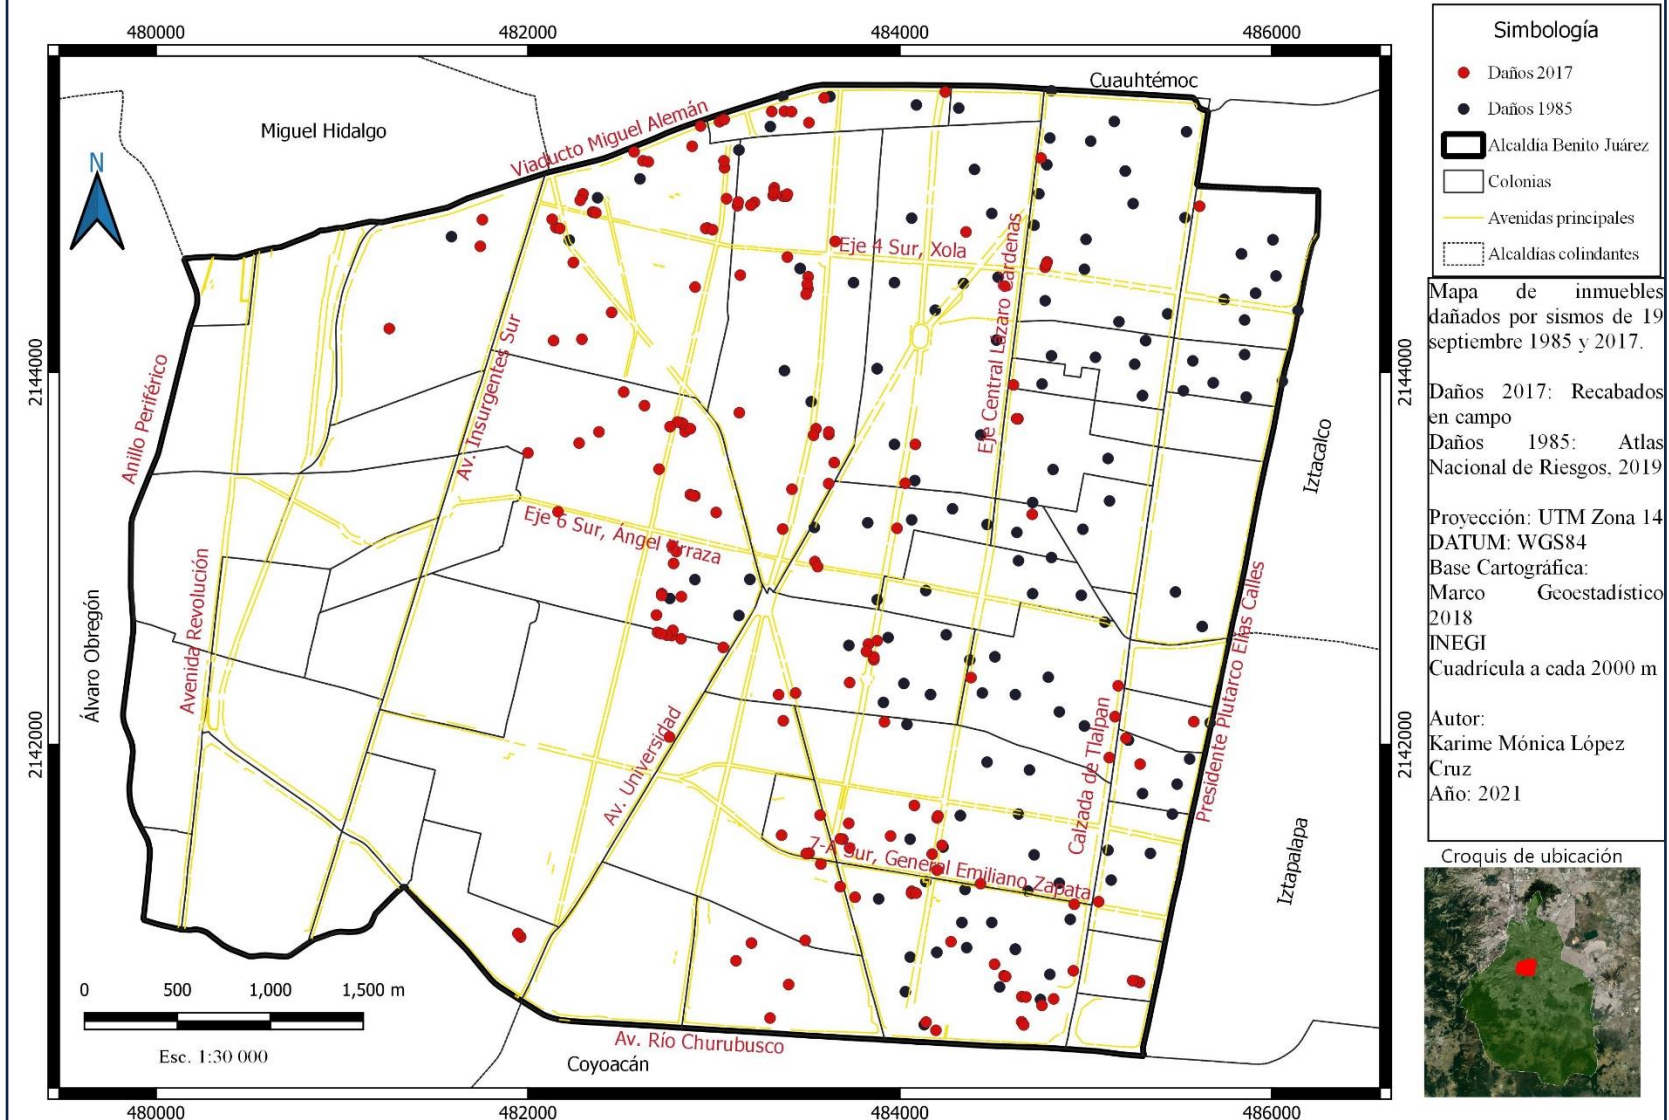 480000
482000
484000
486000
Simbología
Daños 2017
Daños 1985
Alcaldía Benito Juárez
Colonias
Avenidas principales
Alcaldías colindantes
Cuauhtémoc
Miguel Hidalgo
Viaducto Miguel Alemán
N
Eje 4 Sur, Xola
Eje Central Lázaro Cárdenas
Av. Insurgentes Sur
Anillo Periférico
2144000
2144000
Iztacalco
Eje 6 Sur, Ángel Urraza
Avenida Revolución
Álvaro Obregón
Presidente Plutarco Elías Calles
Calzada de Tlalpan
Av. Universidad
2142000
2142000
7-A Sur, General Emiliano Zapata
Iztapalapa
Av. Río Churubusco
Coyoacán
0 500 1,000 1,500 m
Esc. 1:30 000
480000
482000
484000
486000
Mapa de inmuebles
dañados por sismos de 19
septiembre 1985 y 2017.
Daños 2017: Recabados
en campo
Daños 1985: Atlas
Nacional de Riesgos, 2019
Proyección: UTM Zona 14
DATUM: WGS84
Base Cartográfica:
Marco Geoestadístico
2018
INEGI
Cuadrícula a cada 2000 m
Autor:
Karime Mónica López
Cruz
Año: 2021
Croquis de ubicación